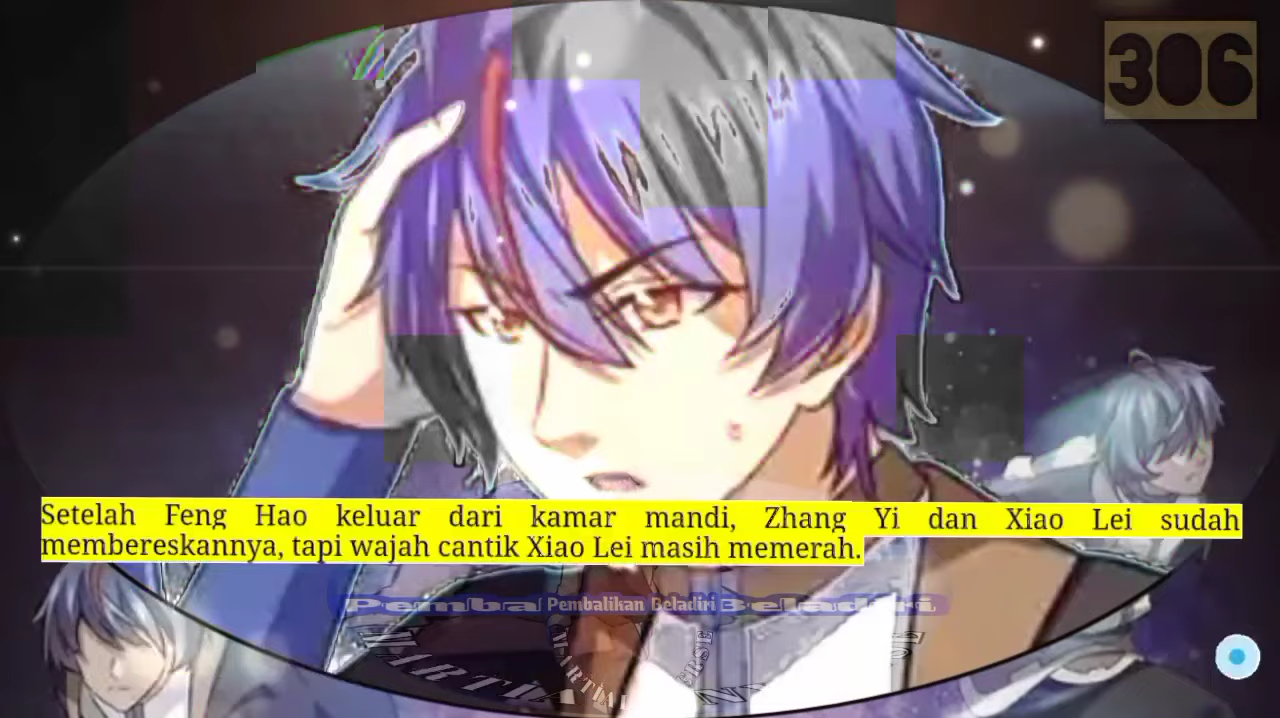 306
Setelah Feng Hao keluar dari kamar mandi, Zhang Yi dan Xiao Lei sudah
membereskannya, tapi wajah cantik Xiao Lei masih memerah.
Pembalikan Beladiri